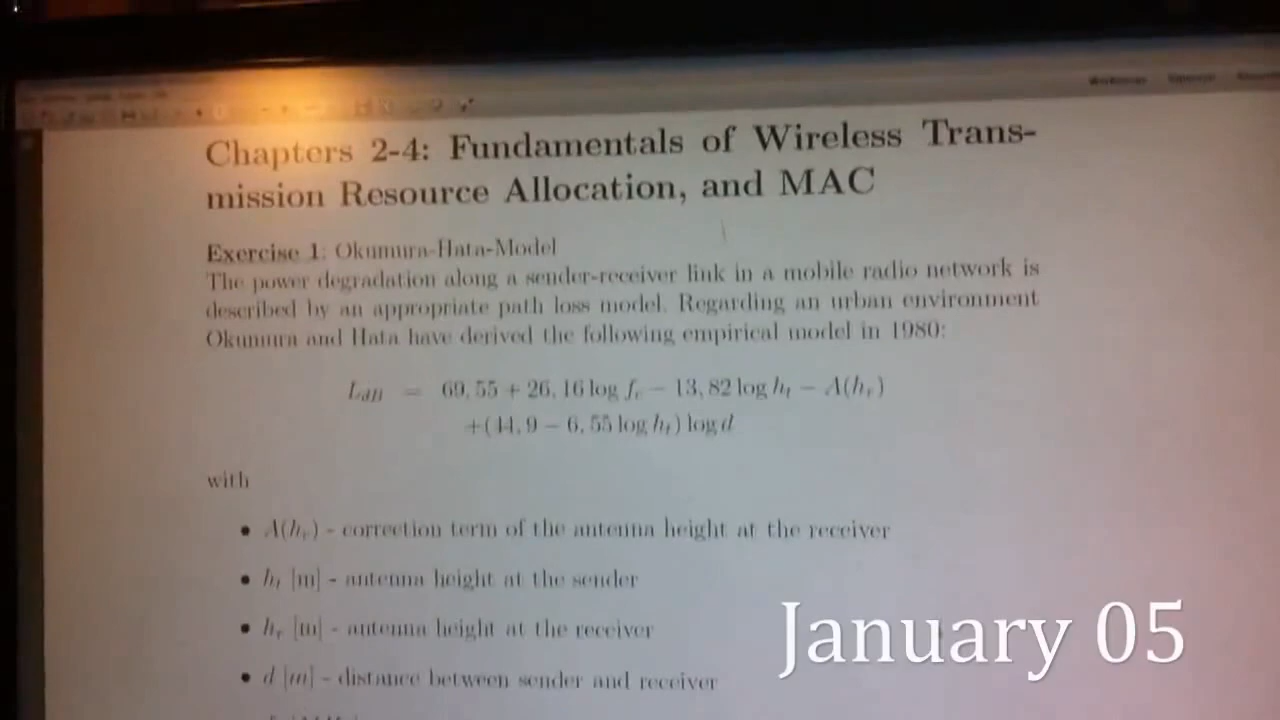 Chapters 2-4: Fundamentals of Wireless Trans-
mission Resource Allocation, and MAC
Exercise 1: Okumura-Hata-Model
The power degradation along a sender-receiver link in a mobile radio network is
described by an appropriate path loss model. Regarding an urban environment
Okumura and Hata have derived the following empirical model in 1980:
L_dB = 69,55 + 26,16 log f_c − 13,82 log h_t − A(h_r)
+(44,9 − 6,55 log h_t) log d
with
• A(h_r) - correction term of the antenna height at the receiver
• h_t [m] - antenna height at the sender
• h_r [m] - antenna height at the receiver
• d [m] - distance between sender and receiver
January 05